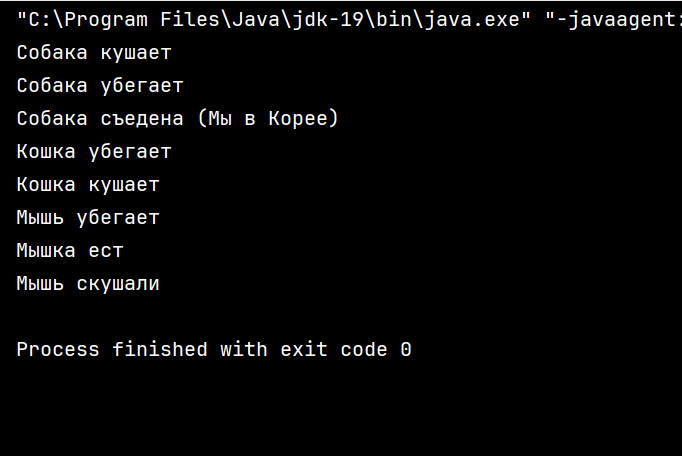 "C:\Program Files\Java\jdk-19\bin\java.exe" "-javaagent:
Собака кушает
Собака убегает
Собака съедена (Мы в Корее)
Кошка убегает
Кошка кушает
Мышь убегает
Мышка ест
Мышь скушали
Process finished with exit code 0